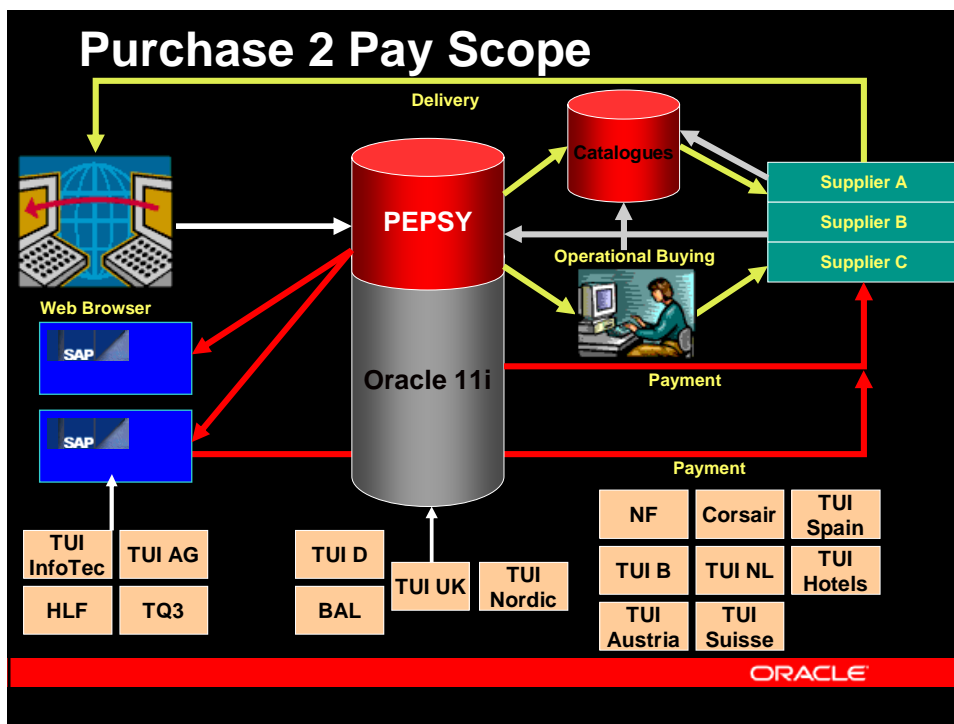 Purchase 2 Pay Scope
Delivery
Catalogues
Supplier A
PEPSY
Supplier B
Operational Buying
Supplier C
Web Browser
SAP
Oracle 11i
Payment
SAP
Payment
NF
Corsair
TUI
Spain
TUI
InfoTec
TUI AG
TUI D
TUI UK
TUI
Nordic
TUI B
TUI NL
TUI
Hotels
HLF
TQ3
BAL
TUI
Austria
TUI
Suisse
ORACLE